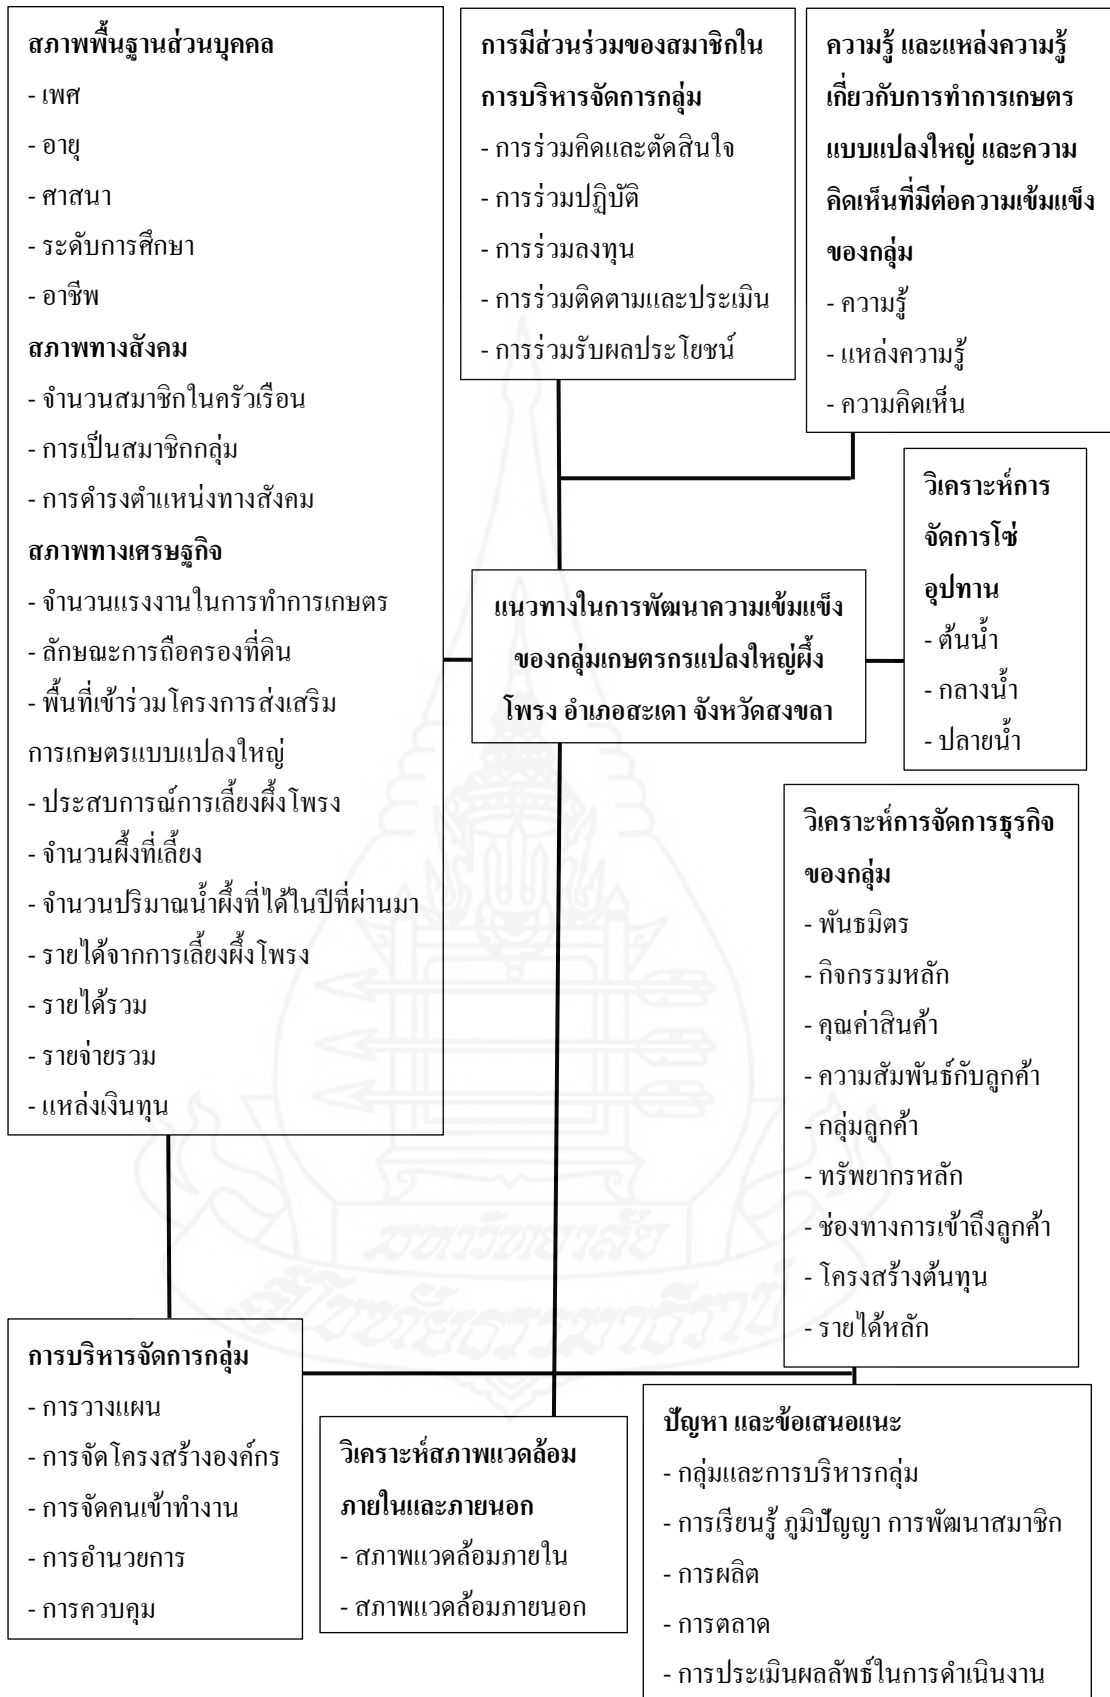 สภาพพื้นฐานส่วนบุคคล
- เพศ
- อายุ
- ศาสนา
- ระดับการศึกษา
- อาชีพ
สภาพทางสังคม
- จำนวนสมาชิกในครัวเรือน
- การเป็นสมาชิกกลุ่ม
- การดำรงตำแหน่งทางสังคม
สภาพทางเศรษฐกิจ
- จำนวนแรงงานในการทำการเกษตร
- ลักษณะการถือครองที่ดิน
- พื้นที่เข้าร่วมโครงการส่งเสริม
การเกษตรแบบแปลงใหญ่
- ประสบการณ์การเลี้ยงผึ้งโพรง
- จำนวนผึ้งที่เลี้ยง
- จำนวนปริมาณน้ำผึ้งที่ได้ในปีที่ผ่านมา
- รายได้จากการเลี้ยงผึ้งโพรง
- รายได้รวม
- รายจ่ายรวม
- แหล่งเงินทุน
การมีส่วนร่วมของสมาชิกใน
การบริหารจัดการกลุ่ม
- การร่วมคิดและตัดสินใจ
- การร่วมปฏิบัติ
- การร่วมลงทุน
- การร่วมติดตามและประเมิน
- การร่วมรับผลประโยชน์
ความรู้ และแหล่งความรู้
เกี่ยวกับการทำการเกษตร
แบบแปลงใหญ่ และความ
คิดเห็นที่มีต่อความเข้มแข็ง
ของกลุ่ม
- ความรู้
- แหล่งความรู้
- ความคิดเห็น
วิเคราะห์การ
จัดการโซ่
อุปทาน
- ต้นน้ำ
- กลางน้ำ
- ปลายน้ำ
แนวทางในการพัฒนาความเข้มแข็ง
ของกลุ่มเกษตรกรแปลงใหญ่ผึ้ง
โพรง อำเภอสะเดา จังหวัดสงขลา
วิเคราะห์การจัดการธุรกิจ
ของกลุ่ม
- พันธมิตร
- กิจกรรมหลัก
- คุณค่าสินค้า
- ความสัมพันธ์กับลูกค้า
- กลุ่มลูกค้า
- ทรัพยากรหลัก
- ช่องทางการเข้าถึงลูกค้า
- โครงสร้างต้นทุน
- รายได้หลัก
มหาวิทยาลัย
สุโขทัยธรรมาธิราช
การบริหารจัดการกลุ่ม
- การวางแผน
- การจัดโครงสร้างองค์กร
- การจัดคนเข้าทำงาน
- การอำนวยการ
- การควบคุม
วิเคราะห์สภาพแวดล้อม
ภายในและภายนอก
- สภาพแวดล้อมภายใน
- สภาพแวดล้อมภายนอก
ปัญหา และข้อเสนอแนะ
- กลุ่มและการบริหารกลุ่ม
- การเรียนรู้ ภูมิปัญญา การพัฒนาสมาชิก
- การผลิต
- การตลาด
- การประเมินผลลัพธ์ในการดำเนินงาน